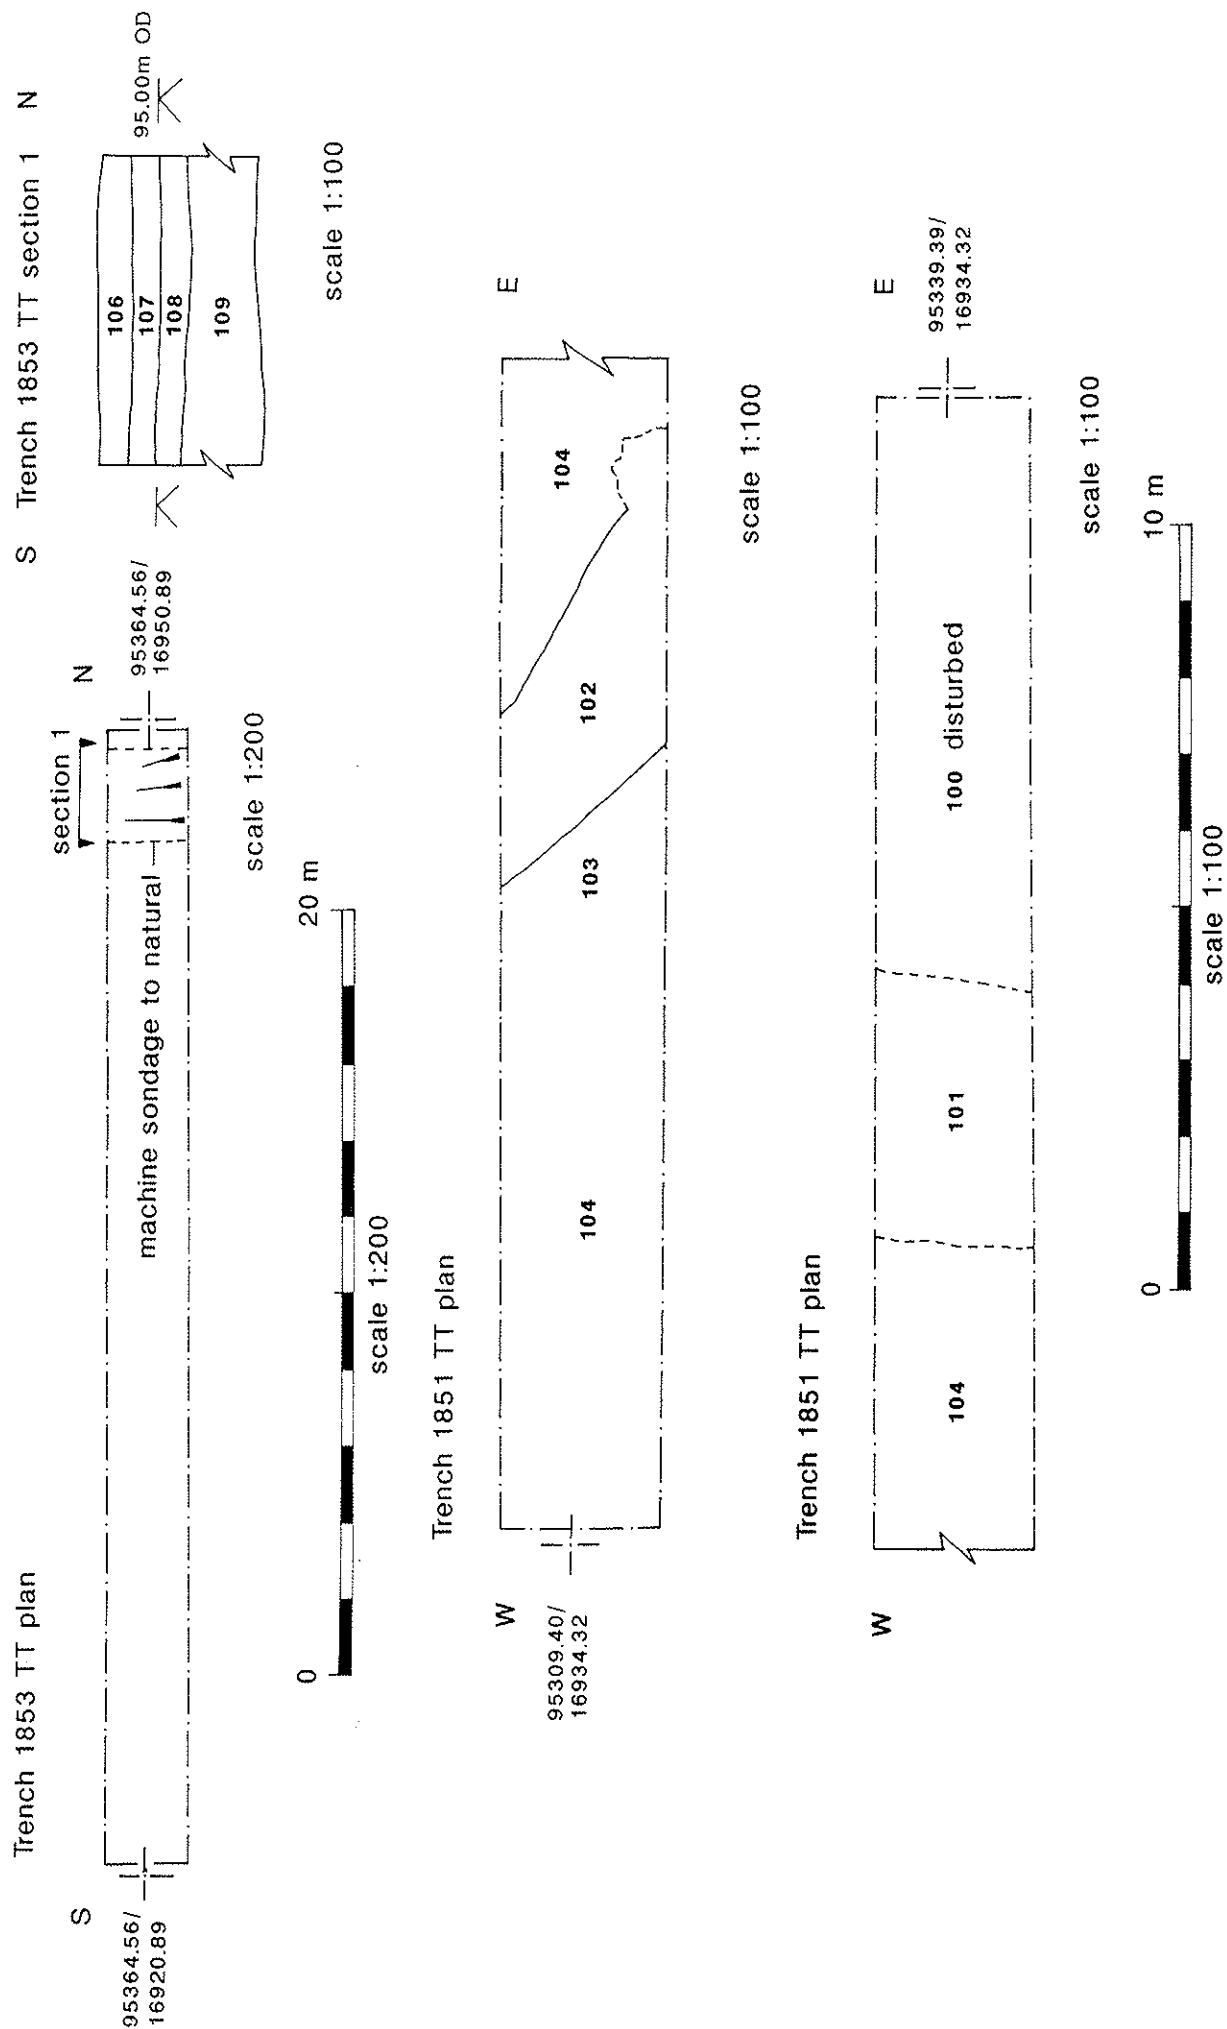 Trench 1853 TT plan
S
95364.56/
16920.89
machine sondage to natural
section 1
N
95364.56/
16950.89
scale 1:200
S Trench 1853 TT section 1 N
106
107
108
109
95.00m OD
scale 1:100
0
20 m
scale 1:200
Trench 1851 TT plan
W
95309.40/
16934.32
104
103
102
104
E
scale 1:100
Trench 1851 TT plan
W
104
101
100 disturbed
E
95339.39/
16934.32
scale 1:100
0
10 m
scale 1:100